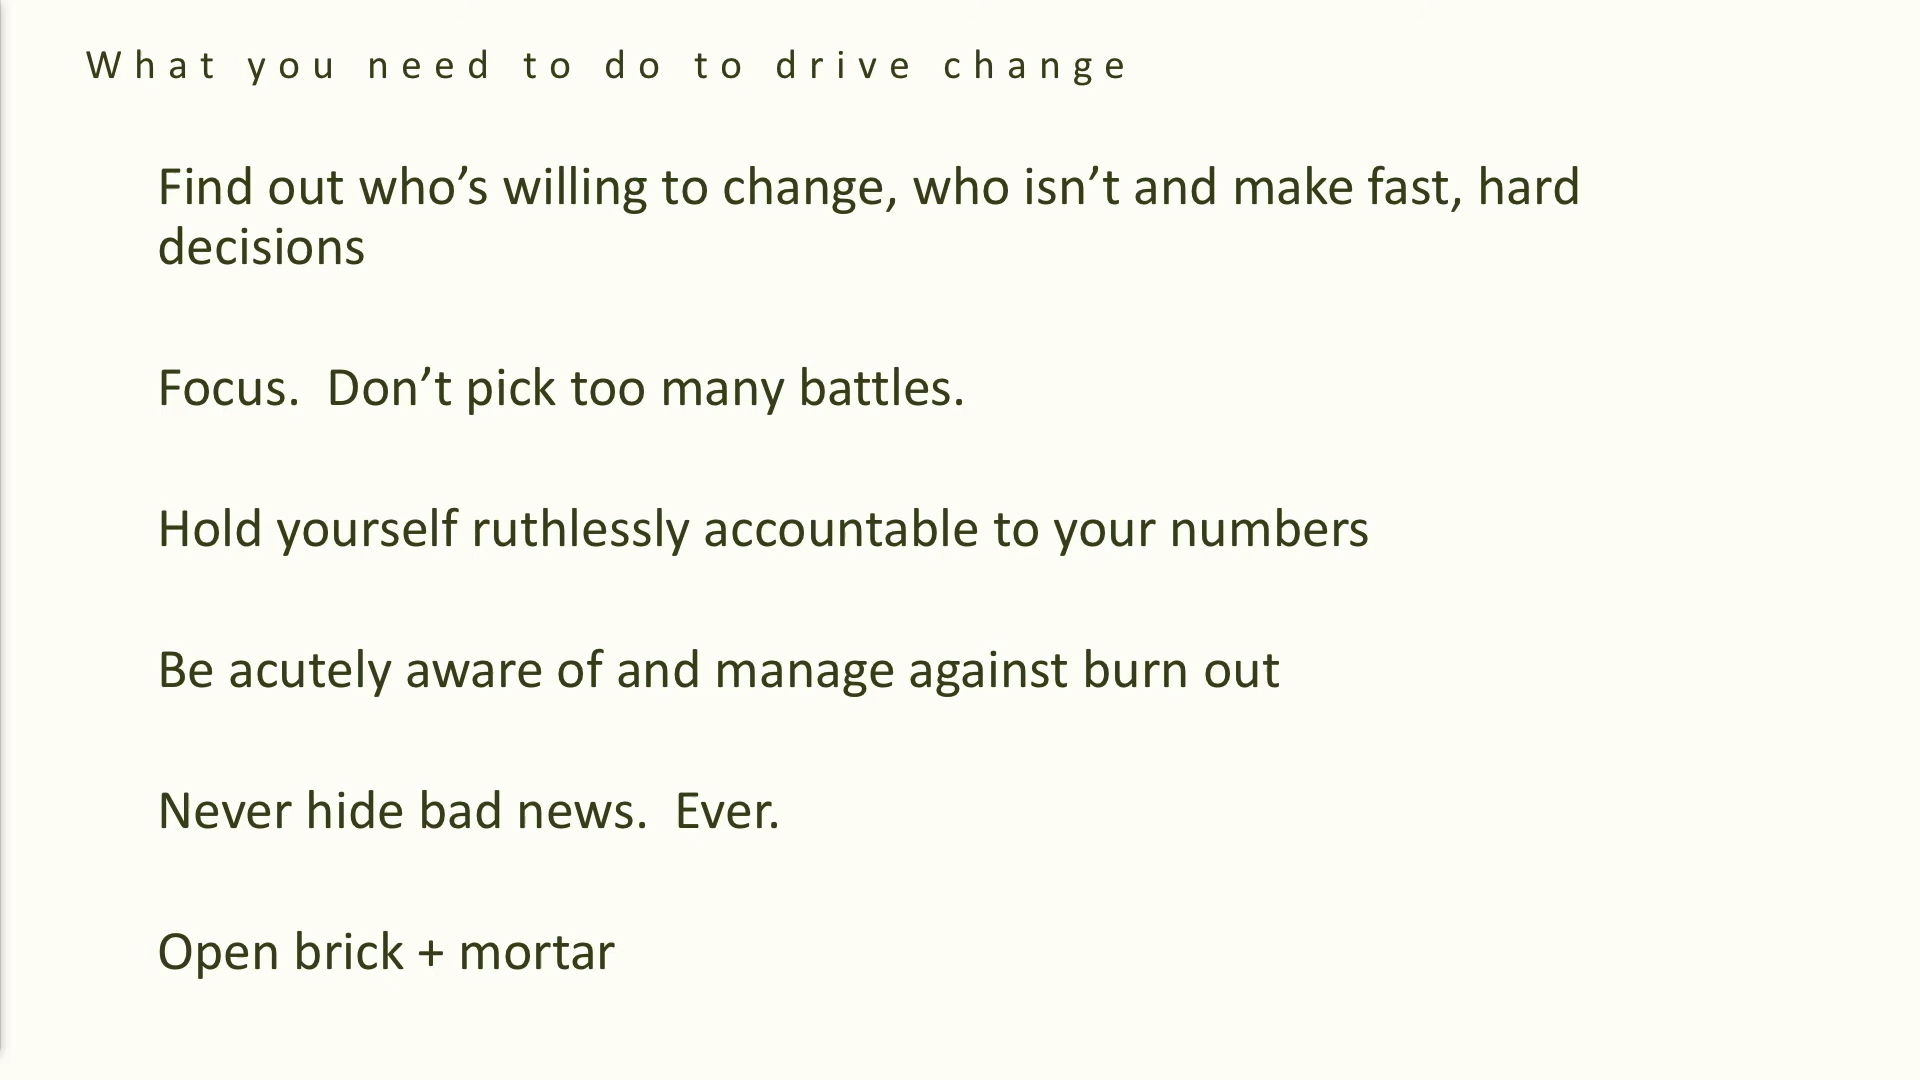 What you need to do to drive change
Find out who’s willing to change, who isn’t and make fast, hard
decisions
Focus.  Don’t pick too many battles.
Hold yourself ruthlessly accountable to your numbers
Be acutely aware of and manage against burn out
Never hide bad news.  Ever.
Open brick + mortar